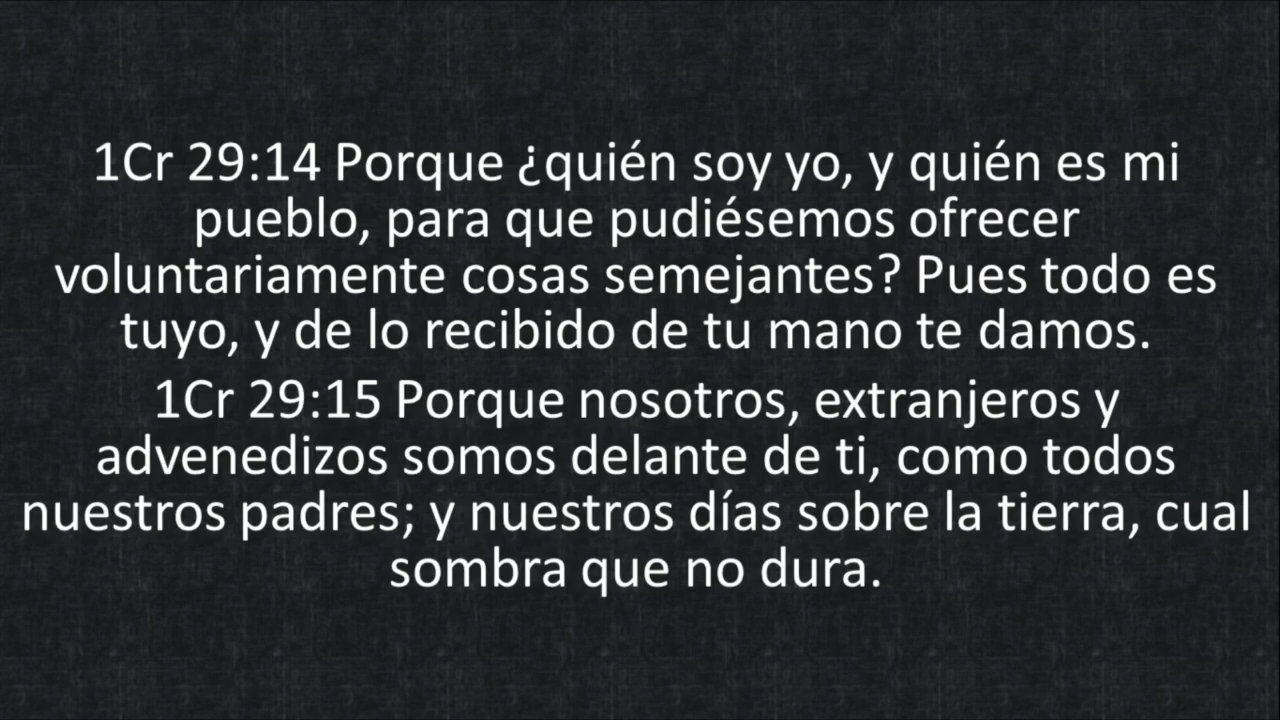 1Cr 29:14 Porque ¿quién soy yo, y quién es mi
pueblo, para que pudiésemos ofrecer
voluntariamente cosas semejantes? Pues todo es
tuyo, y de lo recibido de tu mano te damos.
1Cr 29:15 Porque nosotros, extranjeros y
advenedizos somos delante de ti, como todos
nuestros padres; y nuestros días sobre la tierra, cual
sombra que no dura.